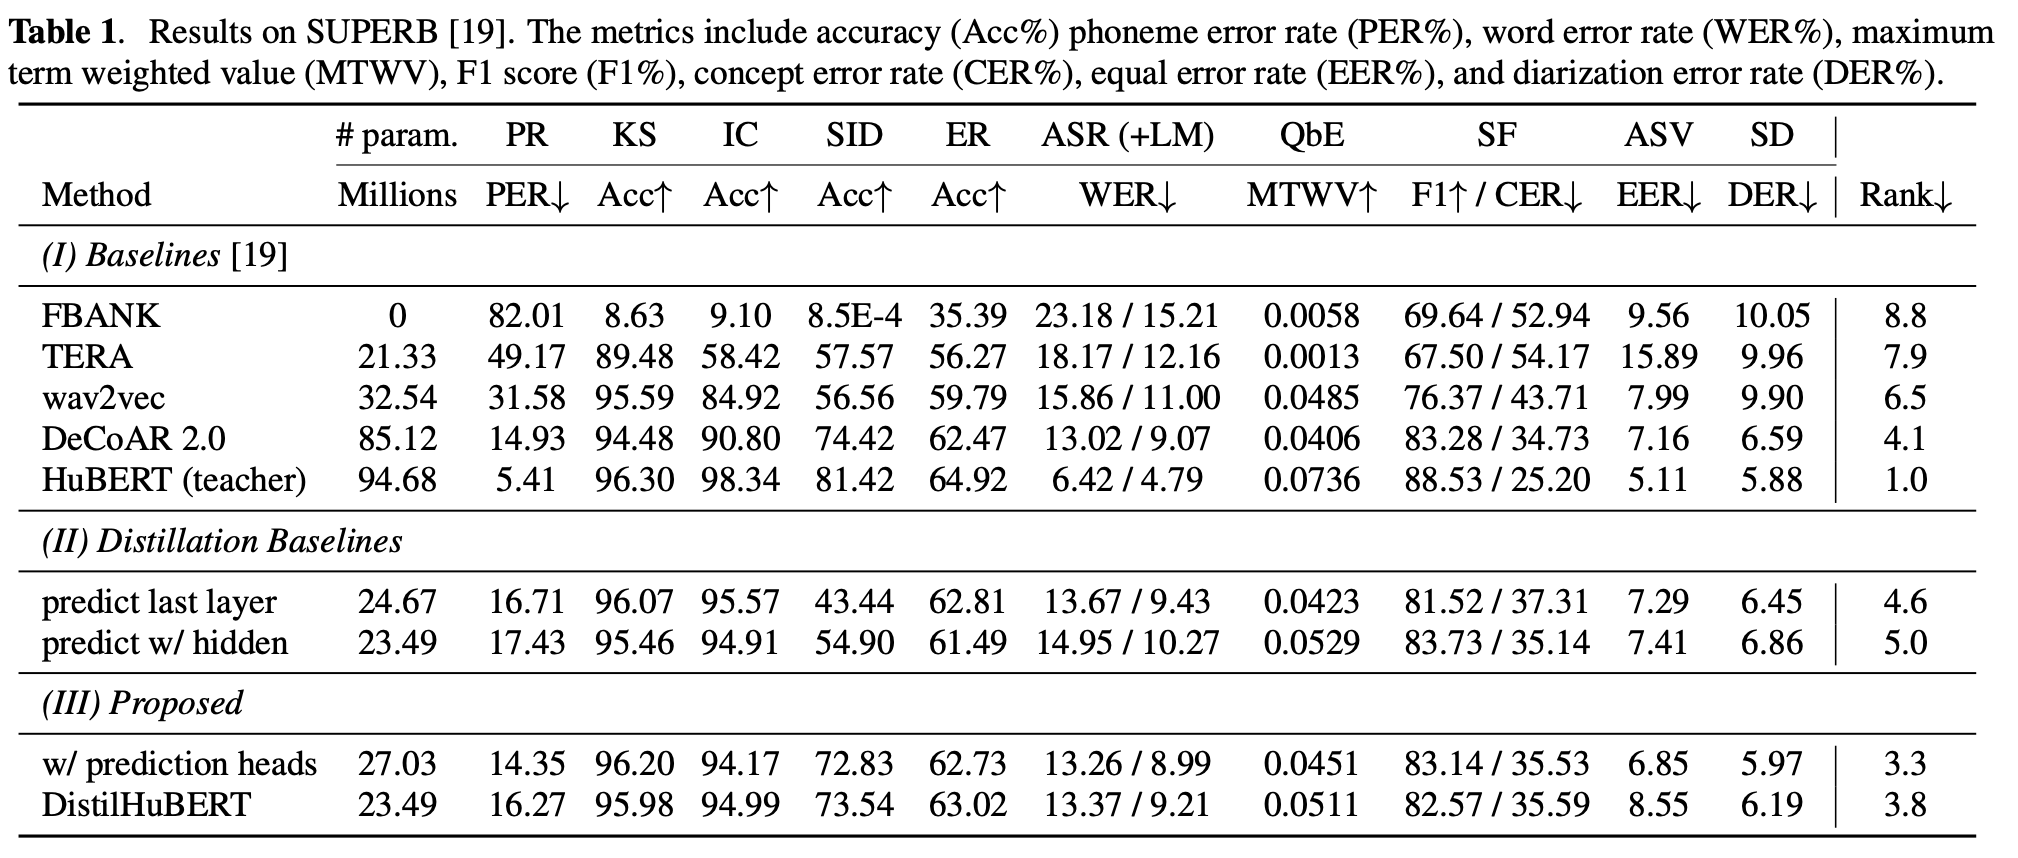 Table 1. Results on SUPERB [19]. The metrics include accuracy (Acc%) phoneme error rate (PER%), word error rate (WER%), maximum
term weighted value (MTWV), F1 score (F1%), concept error rate (CER%), equal error rate (EER%), and diarization error rate (DER%).
# param. PR KS IC SID ER ASR (+LM) QbE SF ASV SD
Method Millions PER↓ Acc↑ Acc↑ Acc↑ Acc↑ WER↓ MTWV↑ F1↑ / CER↓ EER↓ DER↓ Rank↓
(I) Baselines [19]
FBANK 0 82.01 8.63 9.10 8.5E-4 35.39 23.18 / 15.21 0.0058 69.64 / 52.94 9.56 10.05 8.8
TERA 21.33 49.17 89.48 58.42 57.57 56.27 18.17 / 12.16 0.0013 67.50 / 54.17 15.89 9.96 7.9
wav2vec 32.54 31.58 95.59 84.92 56.56 59.79 15.86 / 11.00 0.0485 76.37 / 43.71 7.99 9.90 6.5
DeCoAR 2.0 85.12 14.93 94.48 90.80 74.42 62.47 13.02 / 9.07 0.0406 83.28 / 34.73 7.16 6.59 4.1
HuBERT (teacher) 94.68 5.41 96.30 98.34 81.42 64.92 6.42 / 4.79 0.0736 88.53 / 25.20 5.11 5.88 1.0
(II) Distillation Baselines
predict last layer 24.67 16.71 96.07 95.57 43.44 62.81 13.67 / 9.43 0.0423 81.52 / 37.31 7.29 6.45 4.6
predict w/ hidden 23.49 17.43 95.46 94.91 54.90 61.49 14.95 / 10.27 0.0529 83.73 / 35.14 7.41 6.86 5.0
(III) Proposed
w/ prediction heads 27.03 14.35 96.20 94.17 72.83 62.73 13.26 / 8.99 0.0451 83.14 / 35.53 6.85 5.97 3.3
DistilHuBERT 23.49 16.27 95.98 94.99 73.54 63.02 13.37 / 9.21 0.0511 82.57 / 35.59 8.55 6.19 3.8